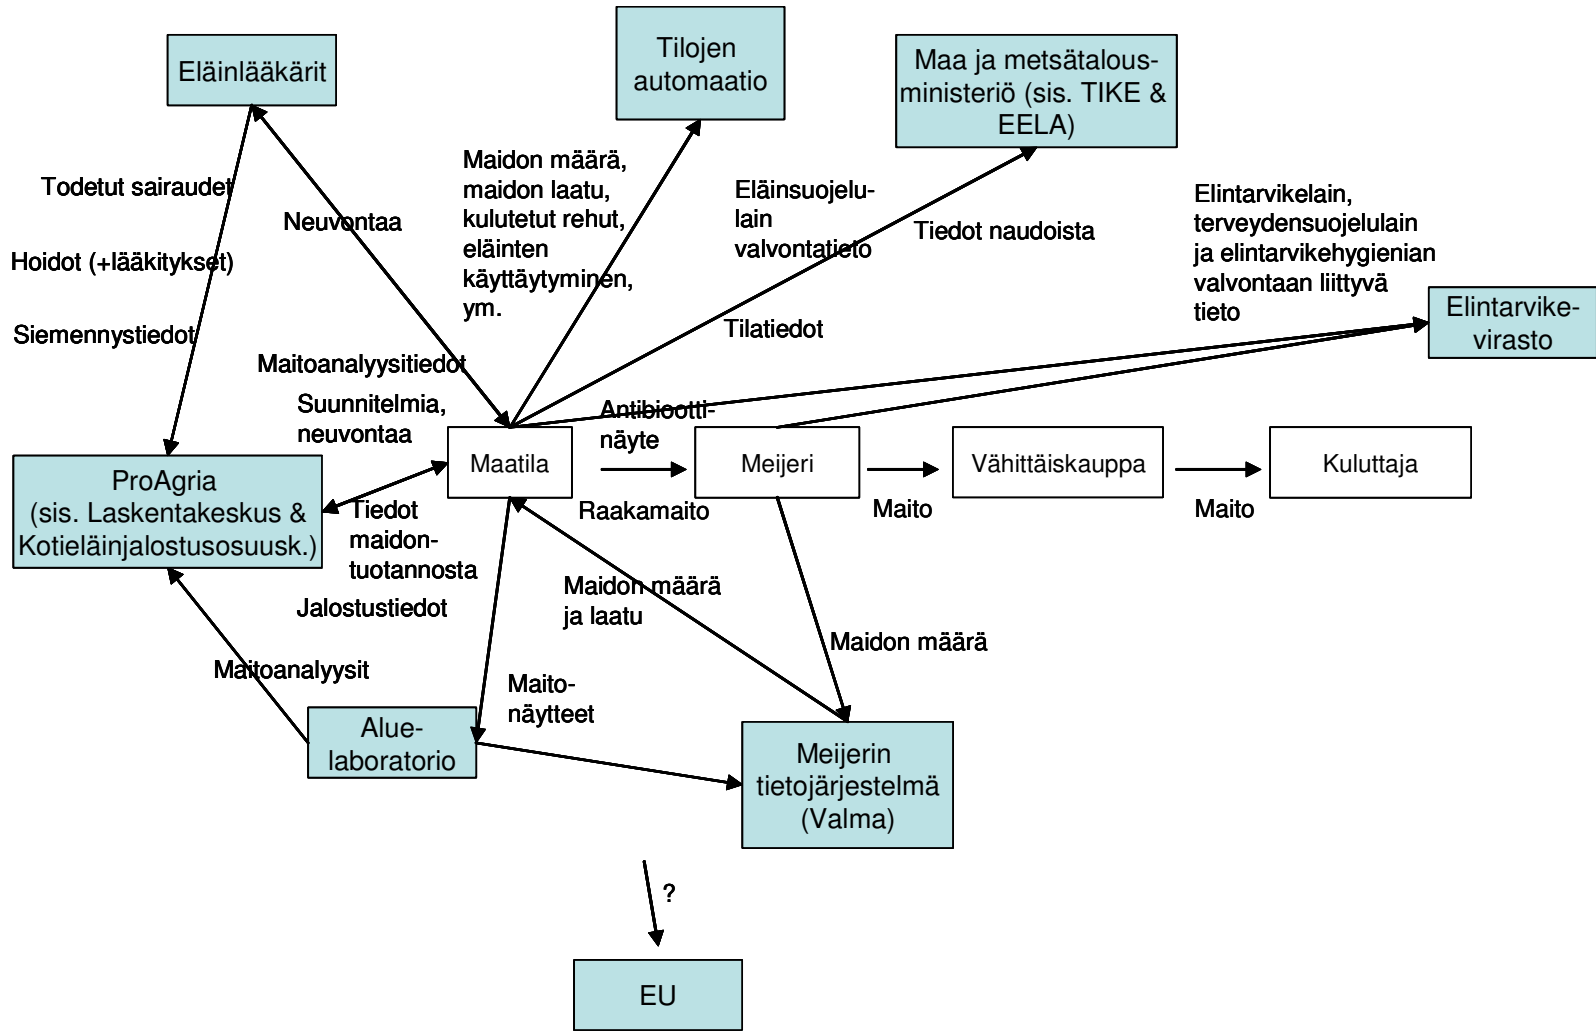 Eläinlääkärit
Tilojen
automaatio
Maa ja metsätalous-
ministeriö (sis. TIKE &
EELA)
Todetut sairaudet
Hoidot (+lääkitykset)
Siemennystiedot
Neuvontaa
Maidon määrä,
maidon laatu,
kulutetut rehut,
eläinten
käyttäytyminen,
ym.
Eläinsuojelu-
lain
valvontatieto
Tiedot naudoista
Tilatiedot
Elintarvikelain,
terveydensuojelulain
ja elintarvikehygienian
valvontaan liittyvä
tieto
Elintarvike-
virasto
Maitoanalyysitiedot
Suunnitelmia,
neuvontaa
Antibiootti-
näyte
ProAgria
(sis. Laskentakeskus &
Kotieläinjalostusosuusk.)
Maatila
Meijeri
Vähittäiskauppa
Kuluttaja
Raakamaito
Maito
Maito
Tiedot
maidon-
tuotannosta
Jalostustiedot
Maidon määrä
ja laatu
Maidon määrä
Maitoanalyysit
Maito-
näytteet
Alue-
laboratorio
Meijerin
tietojärjestelmä
(Valma)
?
EU